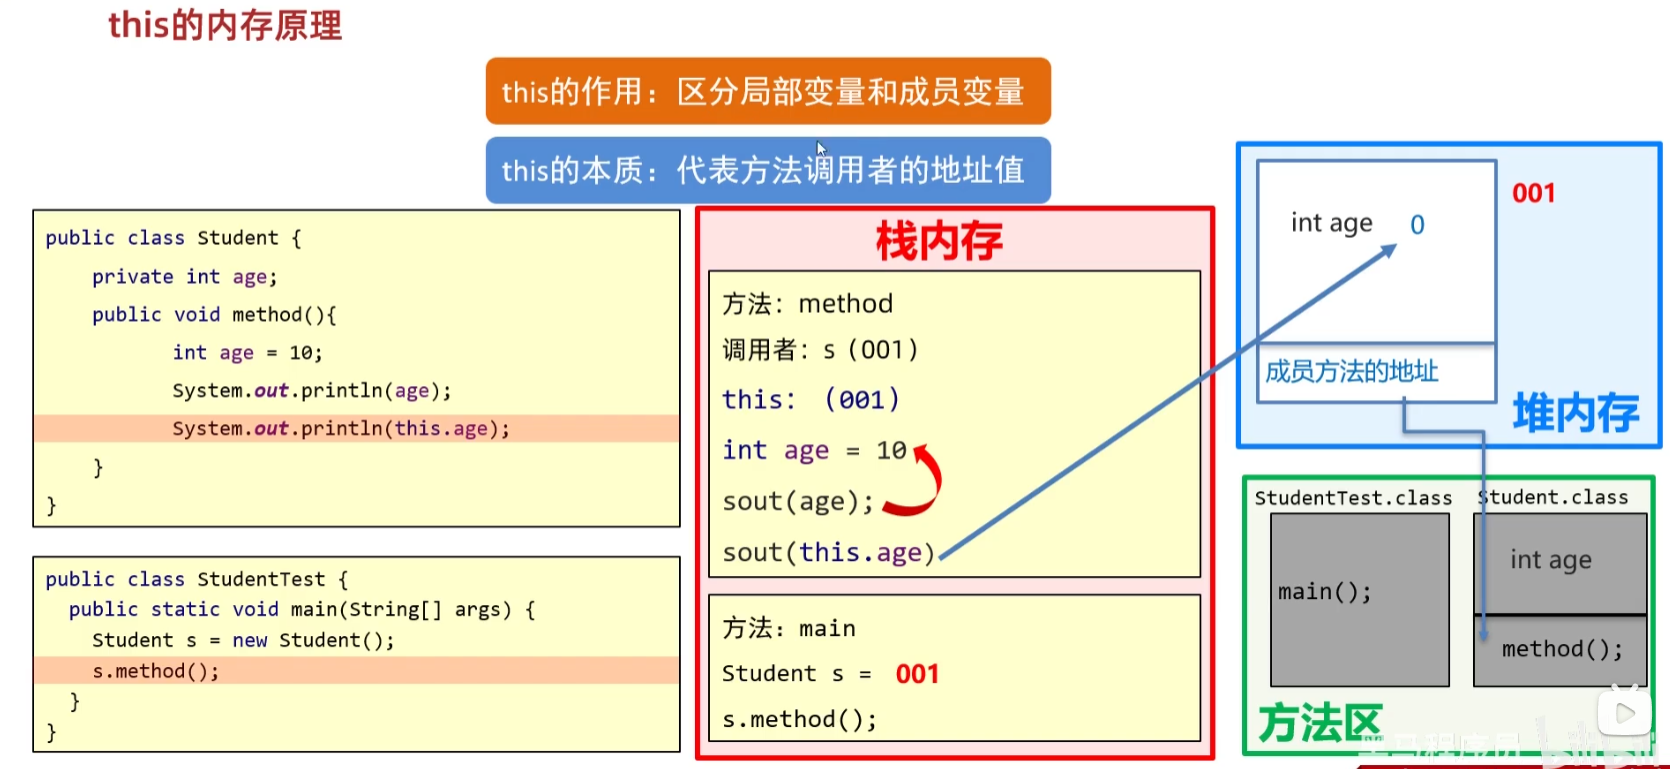 this的内存原理
this的作用：区分局部变量和成员变量
this的本质：代表方法调用者的地址值
public class Student {
private int age;
public void method(){
int age = 10;
System.out.println(age);
System.out.println(this.age);
}
}
public class StudentTest {
public static void main(String[] args) {
Student s = new Student();
s.method();
}
}
栈内存
方法：method
调用者：s（001）
this：（001）
int age = 10
sout(age);
sout(this.age)
方法：main
Student s = 001
s.method();
int age 0
001
成员方法的地址
堆内存
StudentTest.class
main();
Student.class
int age
method();
方法区
黑马程序员
bilibili